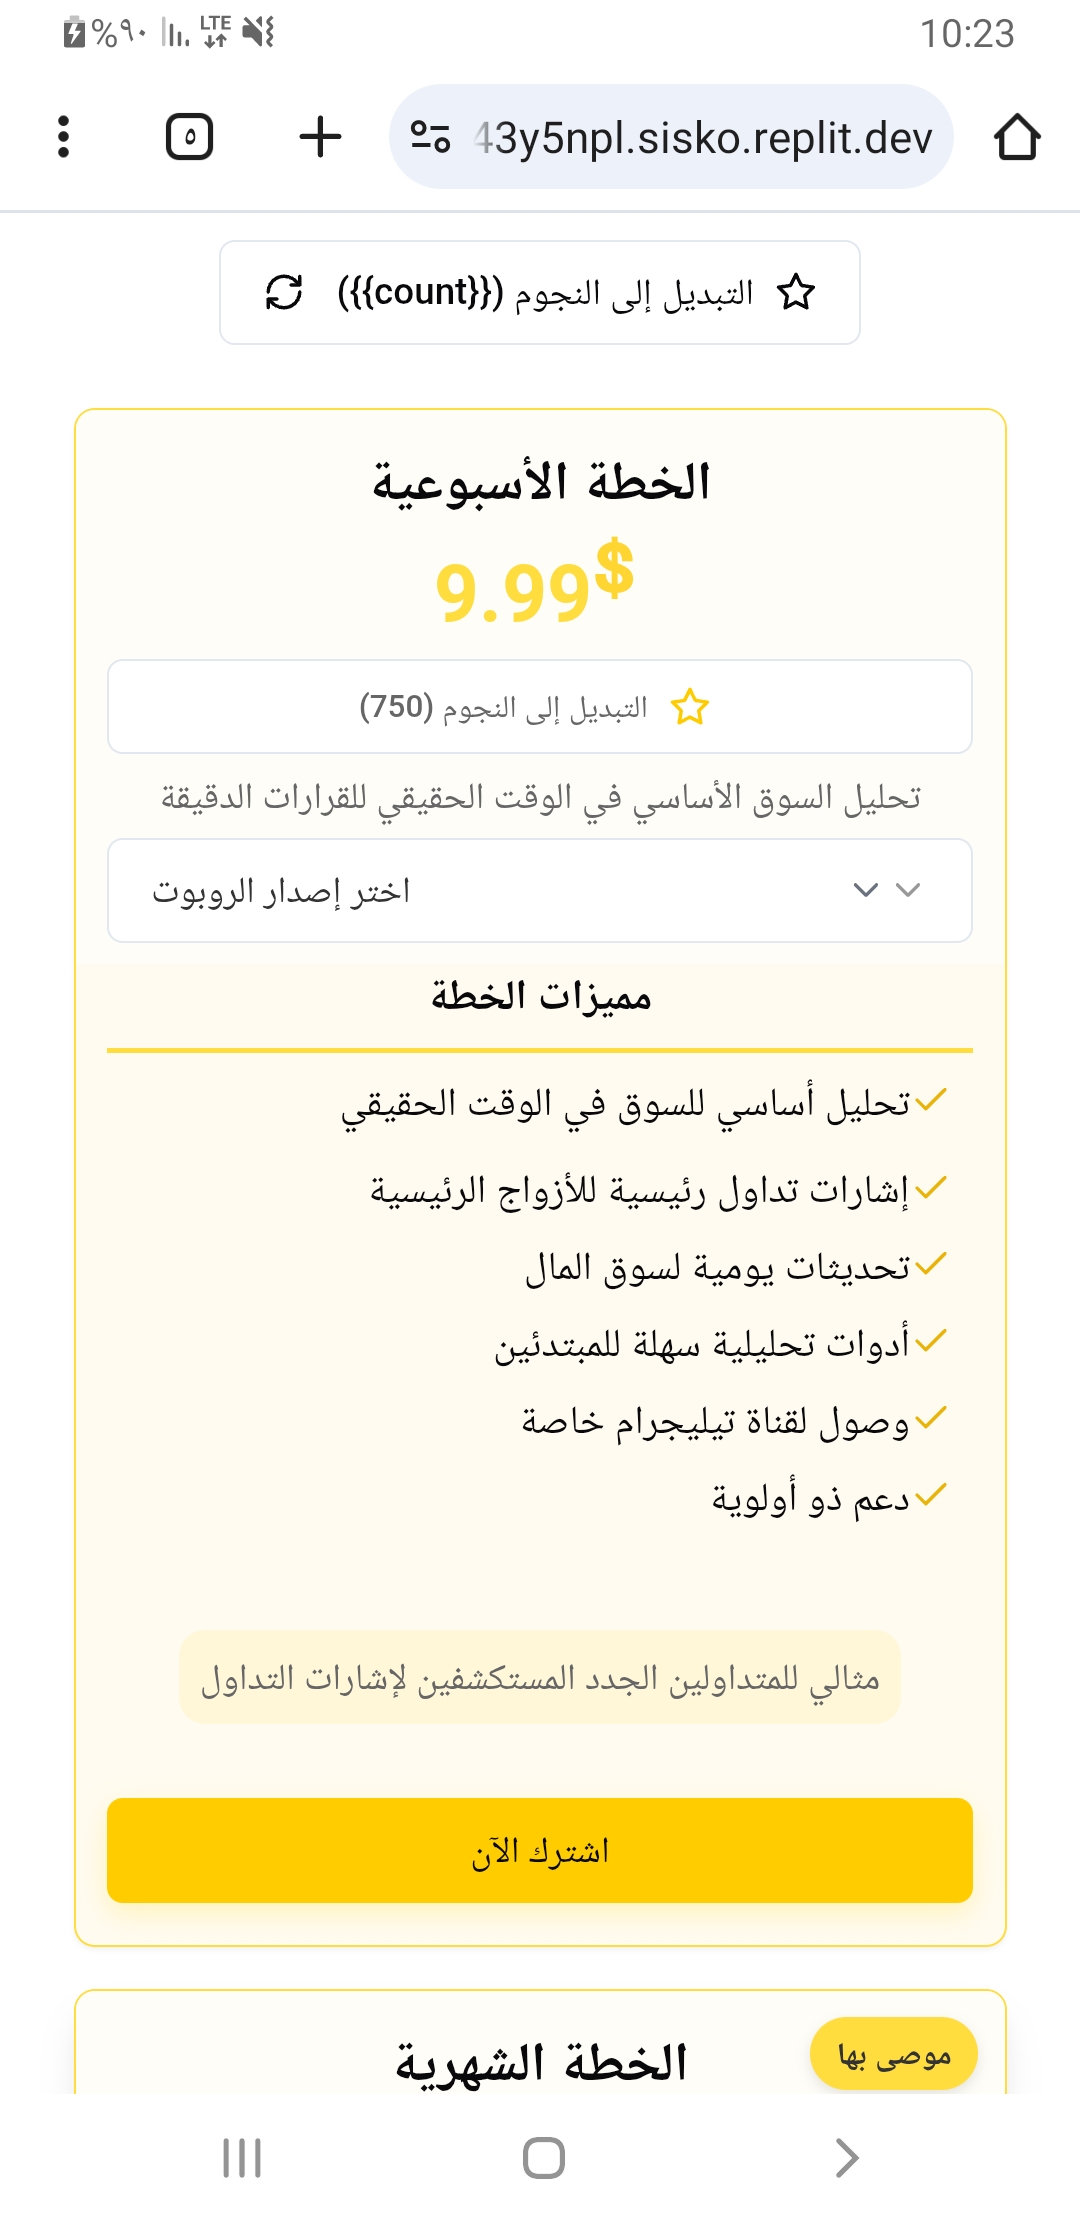 %٩٠ LTE 10:23
٥ 43y5npl.sisko.replit.dev
التبديل إلى النجوم ({{count}})
الخطة الأسبوعية
9.99$
التبديل إلى النجوم (750)
تحليل السوق الأساسي في الوقت الحقيقي للقرارات الدقيقة
اختر إصدار الروبوت
مميزات الخطة
تحليل أساسي للسوق في الوقت الحقيقي
إشارات تداول رئيسية للأزواج الرئيسية
تحديثات يومية لسوق المال
أدوات تحليلية سهلة للمبتدئين
وصول لقناة تيليجرام خاصة
دعم ذو أولوية
مثالي للمتداولين الجدد المستكشفين لإشارات التداول
اشترك الآن
موصى بها
الخطة الشهرية